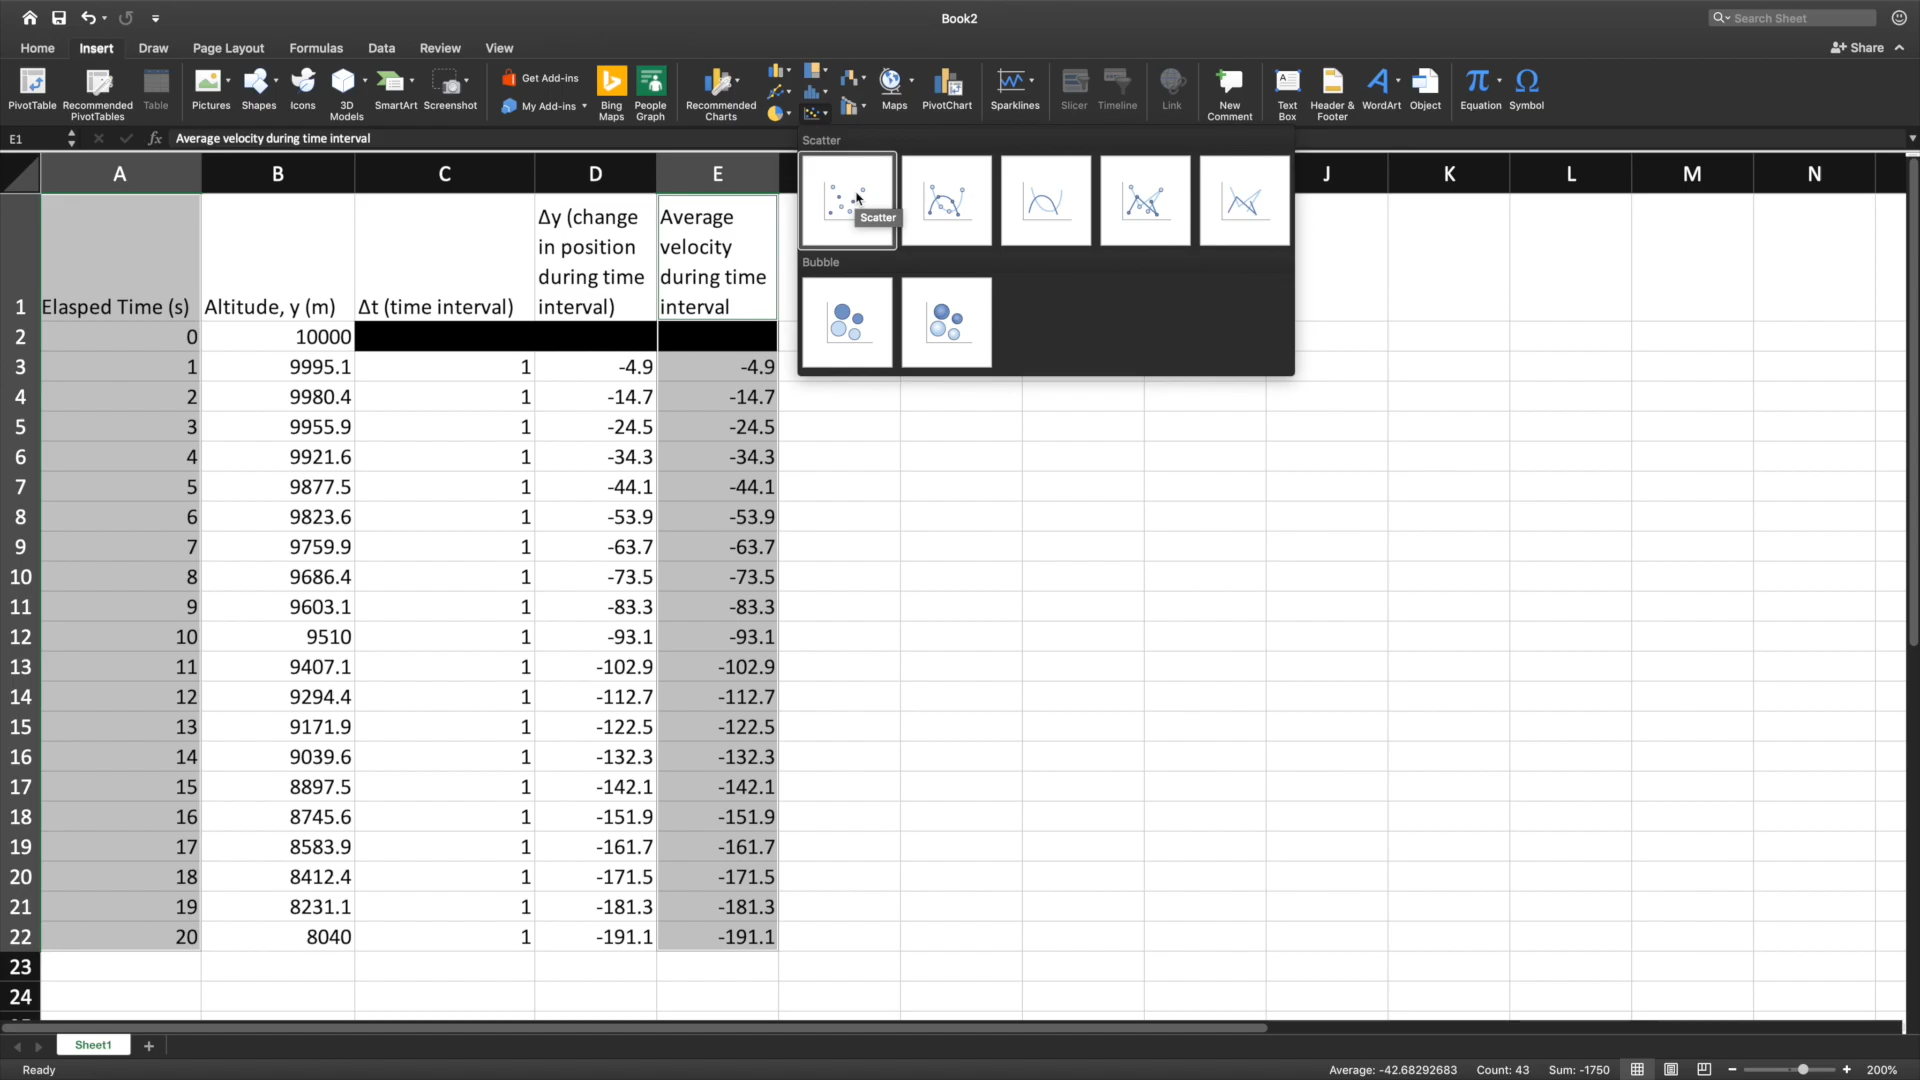 Book2
Search Sheet
Home Insert Draw Page Layout Formulas Data Review View
Share
PivotTable
Recommended
PivotTables
Table
Pictures
Shapes
Icons
3D
Models
SmartArt
Screenshot
Get Add-ins
My Add-ins
Bing
Maps
People
Graph
Recommended
Charts
Maps
PivotChart
Sparklines
Slicer
Timeline
Link
New
Comment
Text
Box
Header &
Footer
WordArt
Object
Equation
Symbol
E1 fx Average velocity during time interval
Scatter
Scatter
Bubble
A B C D E J K L M N
1
Elasped Time (s)
Altitude, y (m)
Δt (time interval)
Δy (change
in position
during time
interval)
Average
velocity
during time
interval
2 0 10000
3 1 9995.1 1 -4.9 -4.9
4 2 9980.4 1 -14.7 -14.7
5 3 9955.9 1 -24.5 -24.5
6 4 9921.6 1 -34.3 -34.3
7 5 9877.5 1 -44.1 -44.1
8 6 9823.6 1 -53.9 -53.9
9 7 9759.9 1 -63.7 -63.7
10 8 9686.4 1 -73.5 -73.5
11 9 9603.1 1 -83.3 -83.3
12 10 9510 1 -93.1 -93.1
13 11 9407.1 1 -102.9 -102.9
14 12 9294.4 1 -112.7 -112.7
15 13 9171.9 1 -122.5 -122.5
16 14 9039.6 1 -132.3 -132.3
17 15 8897.5 1 -142.1 -142.1
18 16 8745.6 1 -151.9 -151.9
19 17 8583.9 1 -161.7 -161.7
20 18 8412.4 1 -171.5 -171.5
21 19 8231.1 1 -181.3 -181.3
22 20 8040 1 -191.1 -191.1
23
24
Sheet1
Ready
Average: -42.68292683 Count: 43 Sum: -1750
200%